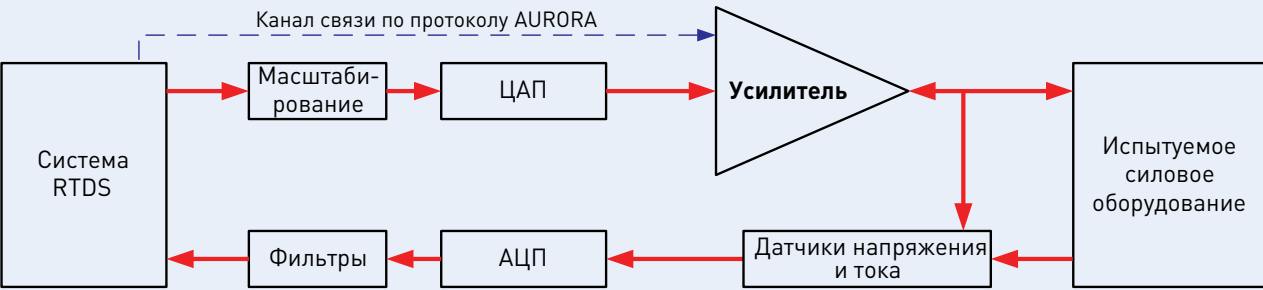 Канал связи по протоколу AURORA
Масштаби-
рование
ЦАП
Усилитель
Система
RTDS
Испытуемое
силовое
оборудование
Фильтры
АЦП
Датчики напряжения
и тока